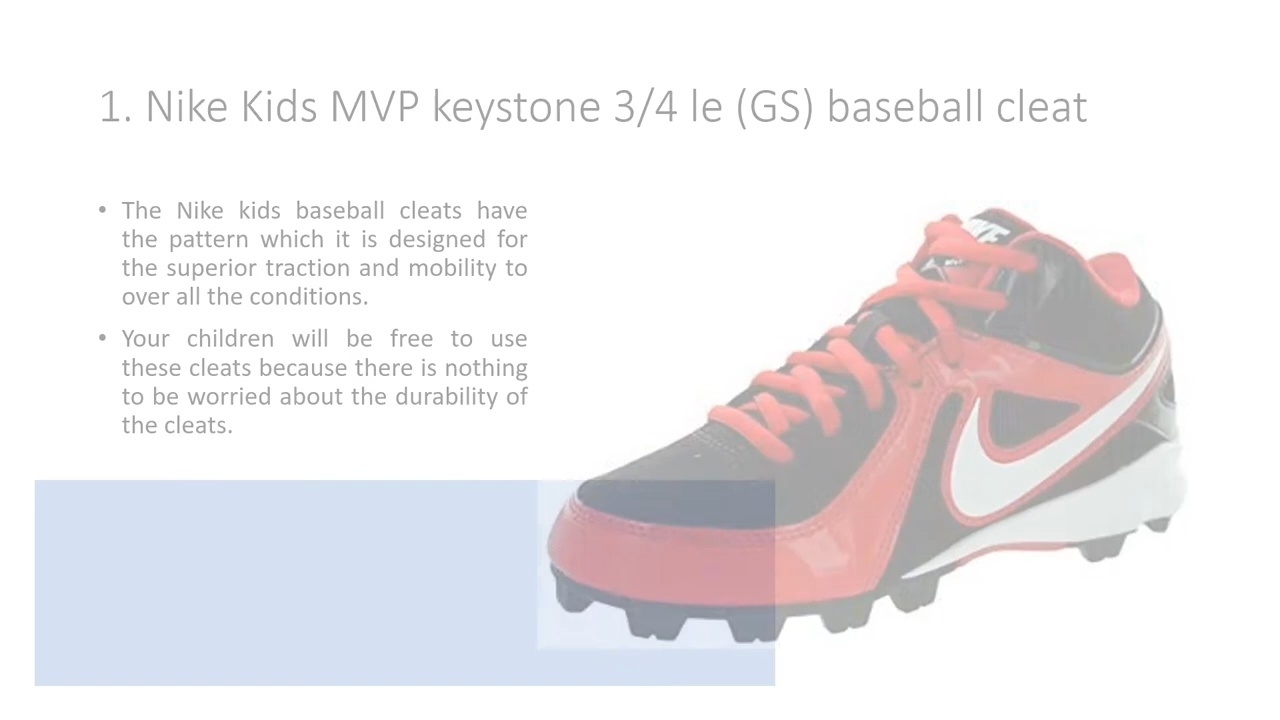 1. Nike Kids MVP keystone 3/4 le (GS) baseball cleat
• The Nike kids baseball cleats have
the pattern which it is designed for
the superior traction and mobility to
over all the conditions.
• Your children will be free to use
these cleats because there is nothing
to be worried about the durability of
the cleats.